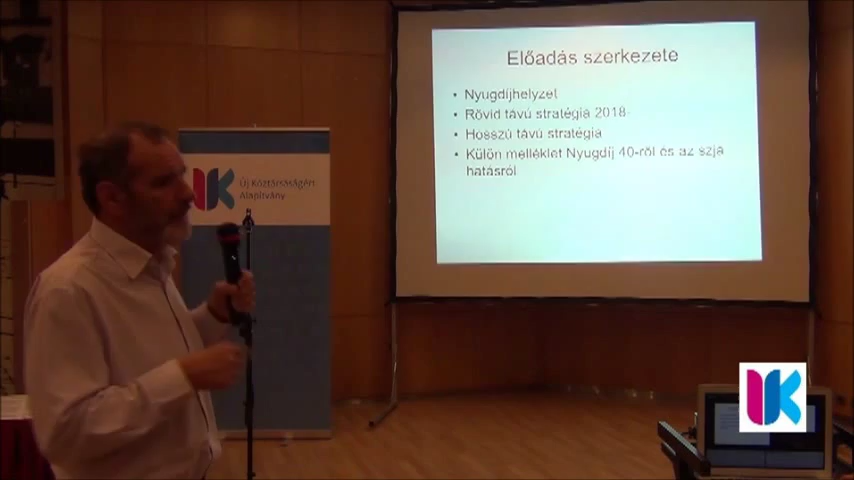 Előadás szerkezete
• Nyugdíjhelyzet
• Rövid távú stratégia 2018-
• Hosszú távú stratégia
• Külön melléklet Nyugdíj 40-ről és az szja
hatásról
Új Köztársaságért
Alapítvány